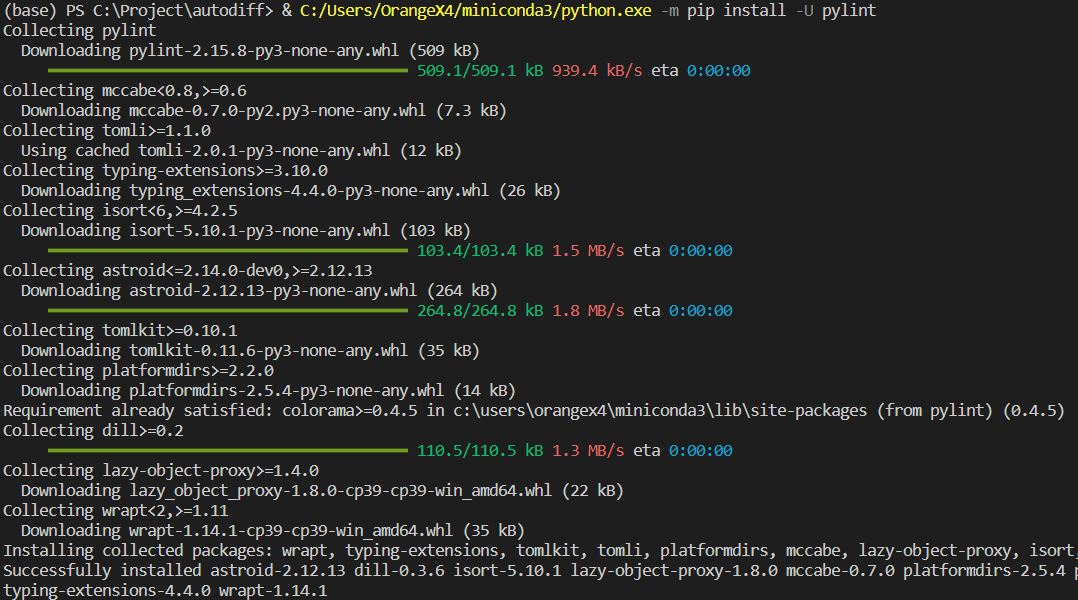 (base) PS C:\Project\autodiff> & C:/Users/OrangeX4/miniconda3/python.exe -m pip install -U pylint
Collecting pylint
Downloading pylint-2.15.8-py3-none-any.whl (509 kB)
509.1/509.1 kB 939.4 kB/s eta 0:00:00
Collecting mccabe<0.8,>=0.6
Downloading mccabe-0.7.0-py2.py3-none-any.whl (7.3 kB)
Collecting tomli>=1.1.0
Using cached tomli-2.0.1-py3-none-any.whl (12 kB)
Collecting typing-extensions>=3.10.0
Downloading typing_extensions-4.4.0-py3-none-any.whl (26 kB)
Collecting isort<6,>=4.2.5
Downloading isort-5.10.1-py3-none-any.whl (103 kB)
103.4/103.4 kB 1.5 MB/s eta 0:00:00
Collecting astroid<=2.14.0-dev0,>=2.12.13
Downloading astroid-2.12.13-py3-none-any.whl (264 kB)
264.8/264.8 kB 1.8 MB/s eta 0:00:00
Collecting tomlkit>=0.10.1
Downloading tomlkit-0.11.6-py3-none-any.whl (35 kB)
Collecting platformdirs>=2.2.0
Downloading platformdirs-2.5.4-py3-none-any.whl (14 kB)
Requirement already satisfied: colorama>=0.4.5 in c:\users\orangex4\miniconda3\lib\site-packages (from pylint) (0.4.5)
Collecting dill>=0.2
110.5/110.5 kB 1.3 MB/s eta 0:00:00
Collecting lazy-object-proxy>=1.4.0
Downloading lazy_object_proxy-1.8.0-cp39-cp39-win_amd64.whl (22 kB)
Collecting wrapt<2,>=1.11
Downloading wrapt-1.14.1-cp39-cp39-win_amd64.whl (35 kB)
Installing collected packages: wrapt, typing-extensions, tomlkit, tomli, platformdirs, mccabe, lazy-object-proxy, isort,
Successfully installed astroid-2.12.13 dill-0.3.6 isort-5.10.1 lazy-object-proxy-1.8.0 mccabe-0.7.0 platformdirs-2.5.4
typing-extensions-4.4.0 wrapt-1.14.1